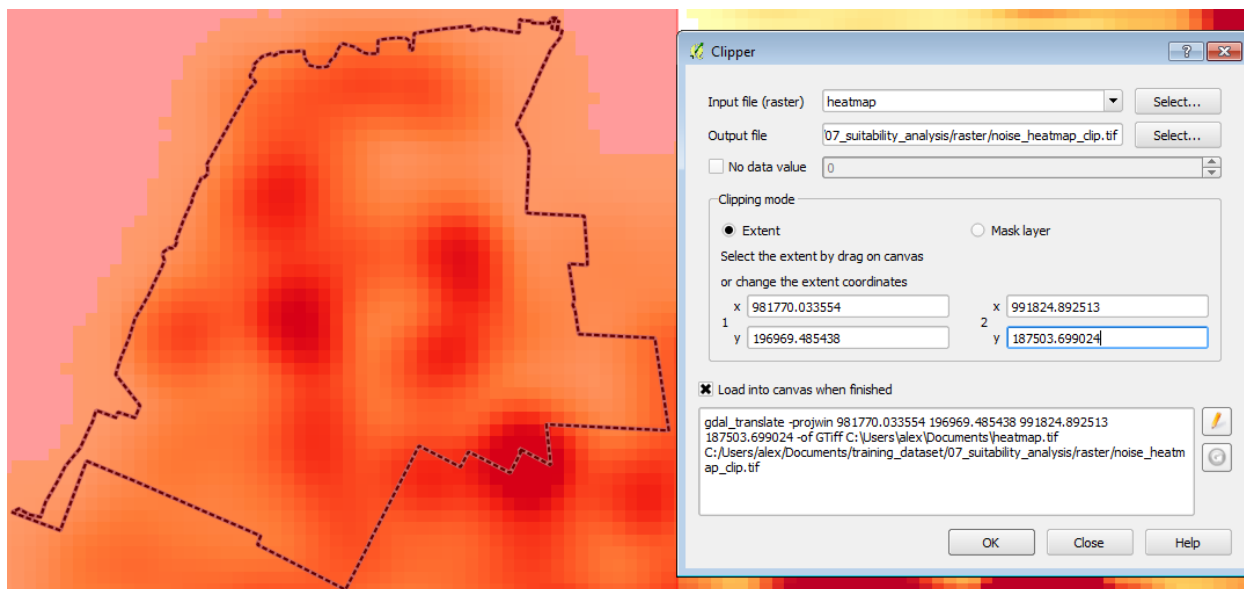 Clipper
Input file (raster) heatmap Select...
Output file '07_suitability_analysis/raster/noise_heatmap_clip.tif Select...
No data value 0
Clipping mode
Extent Mask layer
Select the extent by drag on canvas
or change the extent coordinates
x 981770.033554 x 991824.892513
1 2
y 196969.485438 y 187503.699024
Load into canvas when finished
gdal_translate -projwin 981770.033554 196969.485438 991824.892513
187503.699024 -of GTiff C:\Users\alex\Documents\heatmap.tif
C:/Users/alex/Documents/training_dataset/07_suitability_analysis/raster/noise_heatm
ap_clip.tif
OK Close Help